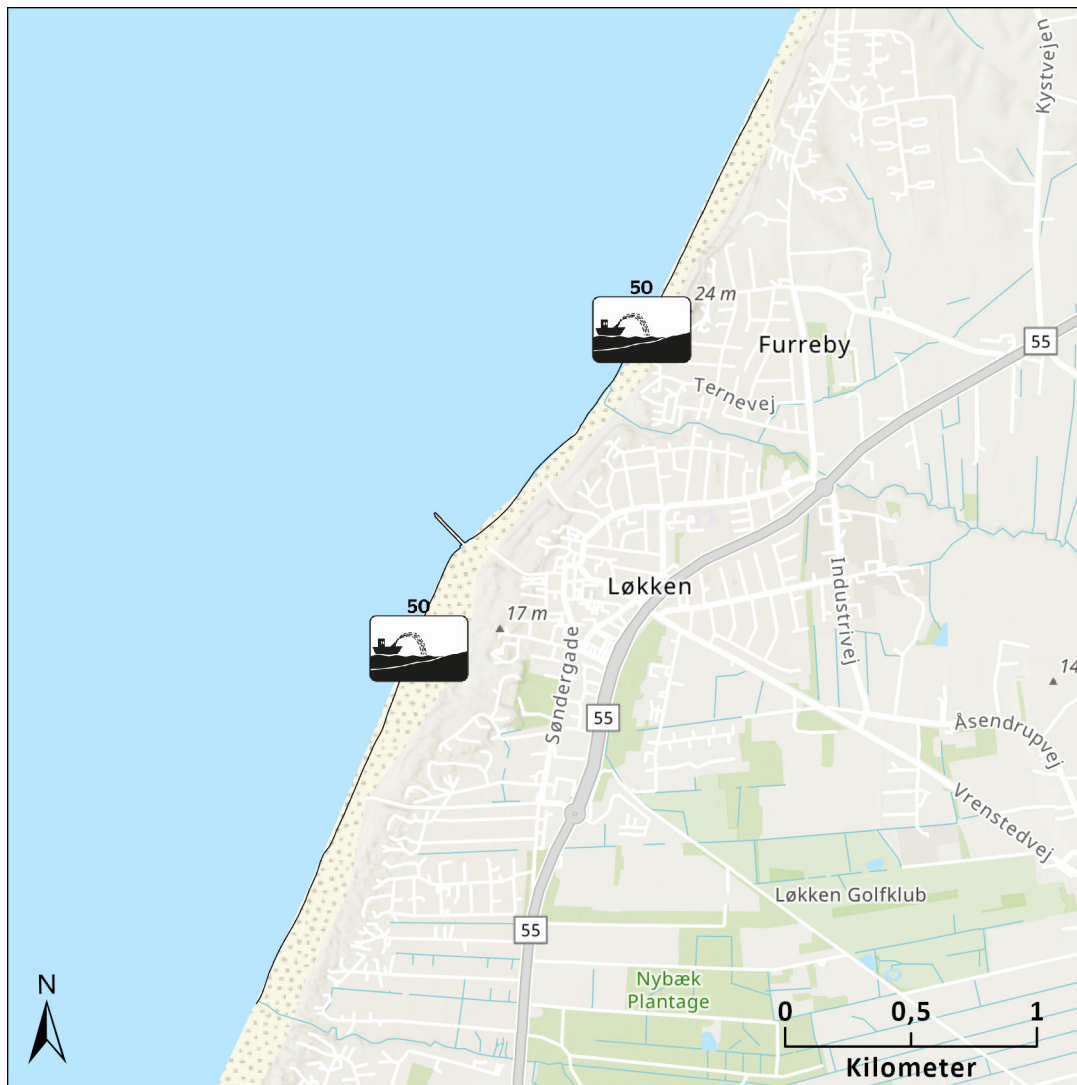 Kystvejen
50
24 m
Furreby
55
Ternevej
Løkken
Industrivej
50
17 m
Søndergade
14
55
Åsendrupvej
Vrenstedvej
Løkken Golfklub
55
Nybæk
Plantage
N
0 0,5 1
Kilometer